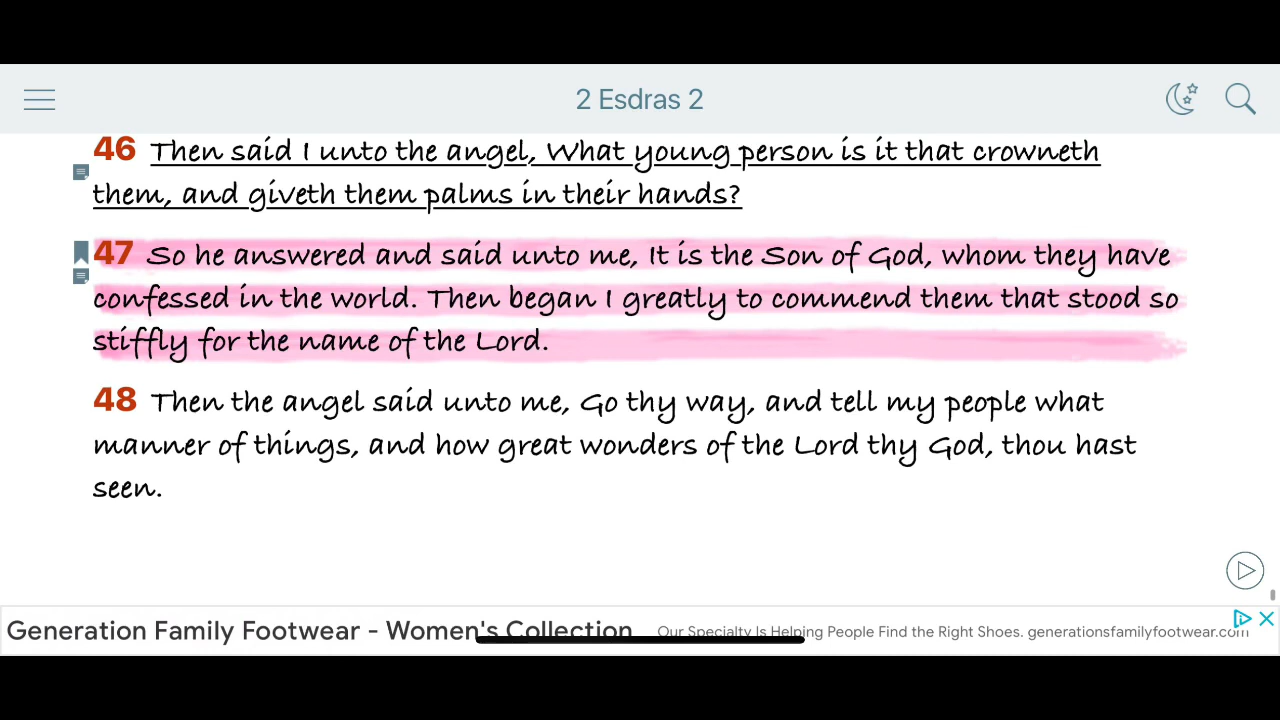 2 Esdras 2
46 Then said I unto the angel, What young person is it that crowneth
them, and giveth them palms in their hands?
47 So he answered and said unto me, It is the Son of God, whom they have
confessed in the world. Then began I greatly to commend them that stood so
stiffly for the name of the Lord.
48 Then the angel said unto me, Go thy way, and tell my people what
manner of things, and how great wonders of the Lord thy God, thou hast
seen.
Generation Family Footwear - Women's Collection Our Specialty Is Helping People Find the Right Shoes. generationsfamilyfootwear.com